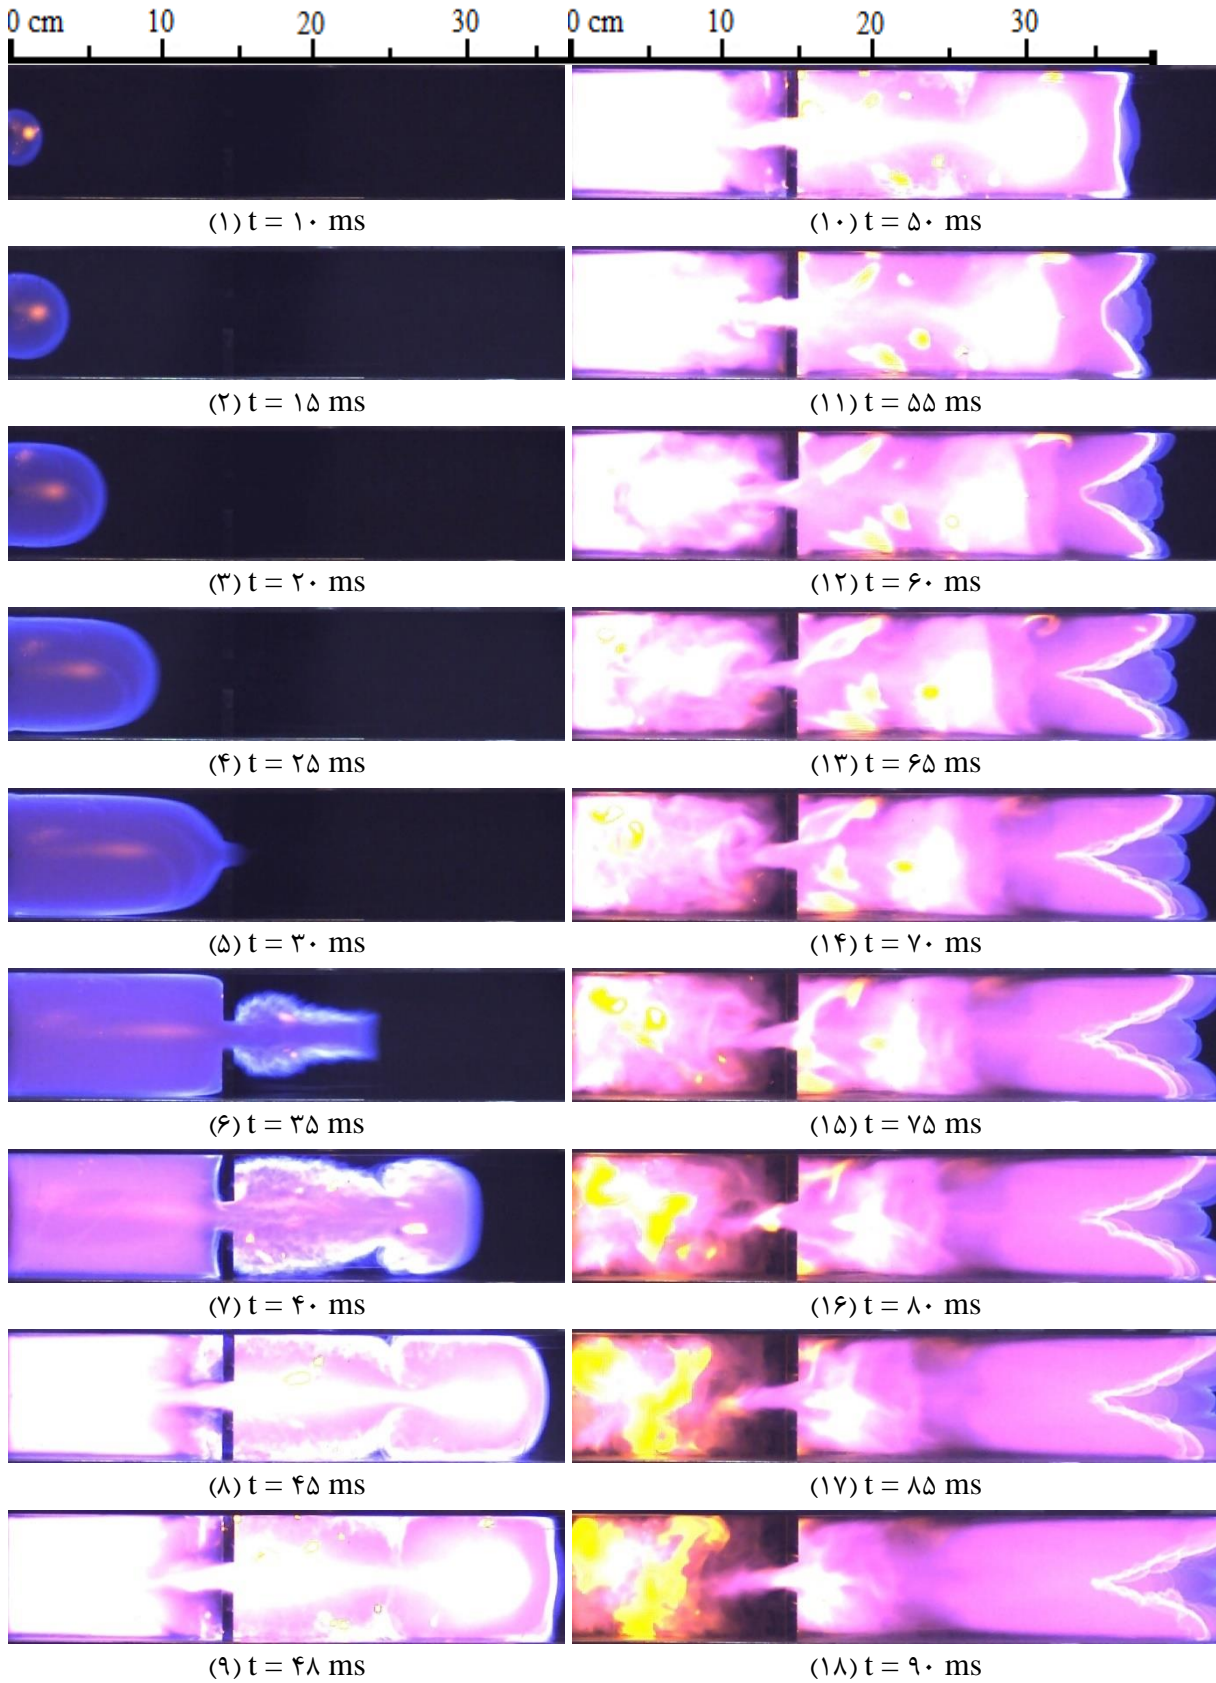 0 cm 10 20 30
(۱) t = ۱۰ ms
(۲) t = ۱۵ ms
(۳) t = ۲۰ ms
(۴) t = ۲۵ ms
(۵) t = ۳۰ ms
(۶) t = ۳۵ ms
(۷) t = ۴۰ ms
(۸) t = ۴۵ ms
(۹) t = ۴۸ ms
0 cm 10 20 30
(۱۰) t = ۵۰ ms
(۱۱) t = ۵۵ ms
(۱۲) t = ۶۰ ms
(۱۳) t = ۶۵ ms
(۱۴) t = ۷۰ ms
(۱۵) t = ۷۵ ms
(۱۶) t = ۸۰ ms
(۱۷) t = ۸۵ ms
(۱۸) t = ۹۰ ms